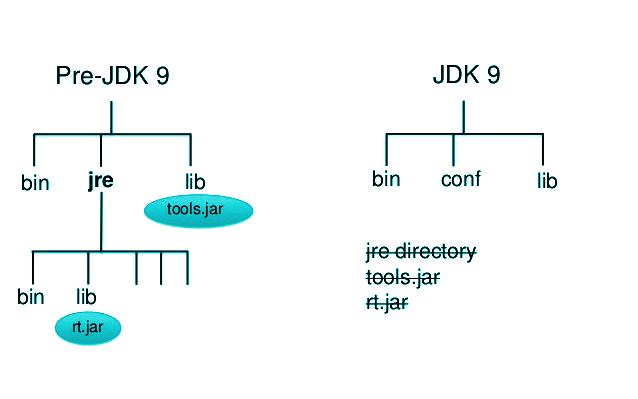 Pre-JDK 9
bin
jre
lib
tools.jar
bin
lib
rt.jar
JDK 9
bin
conf
lib
jre directory
tools.jar
rt.jar